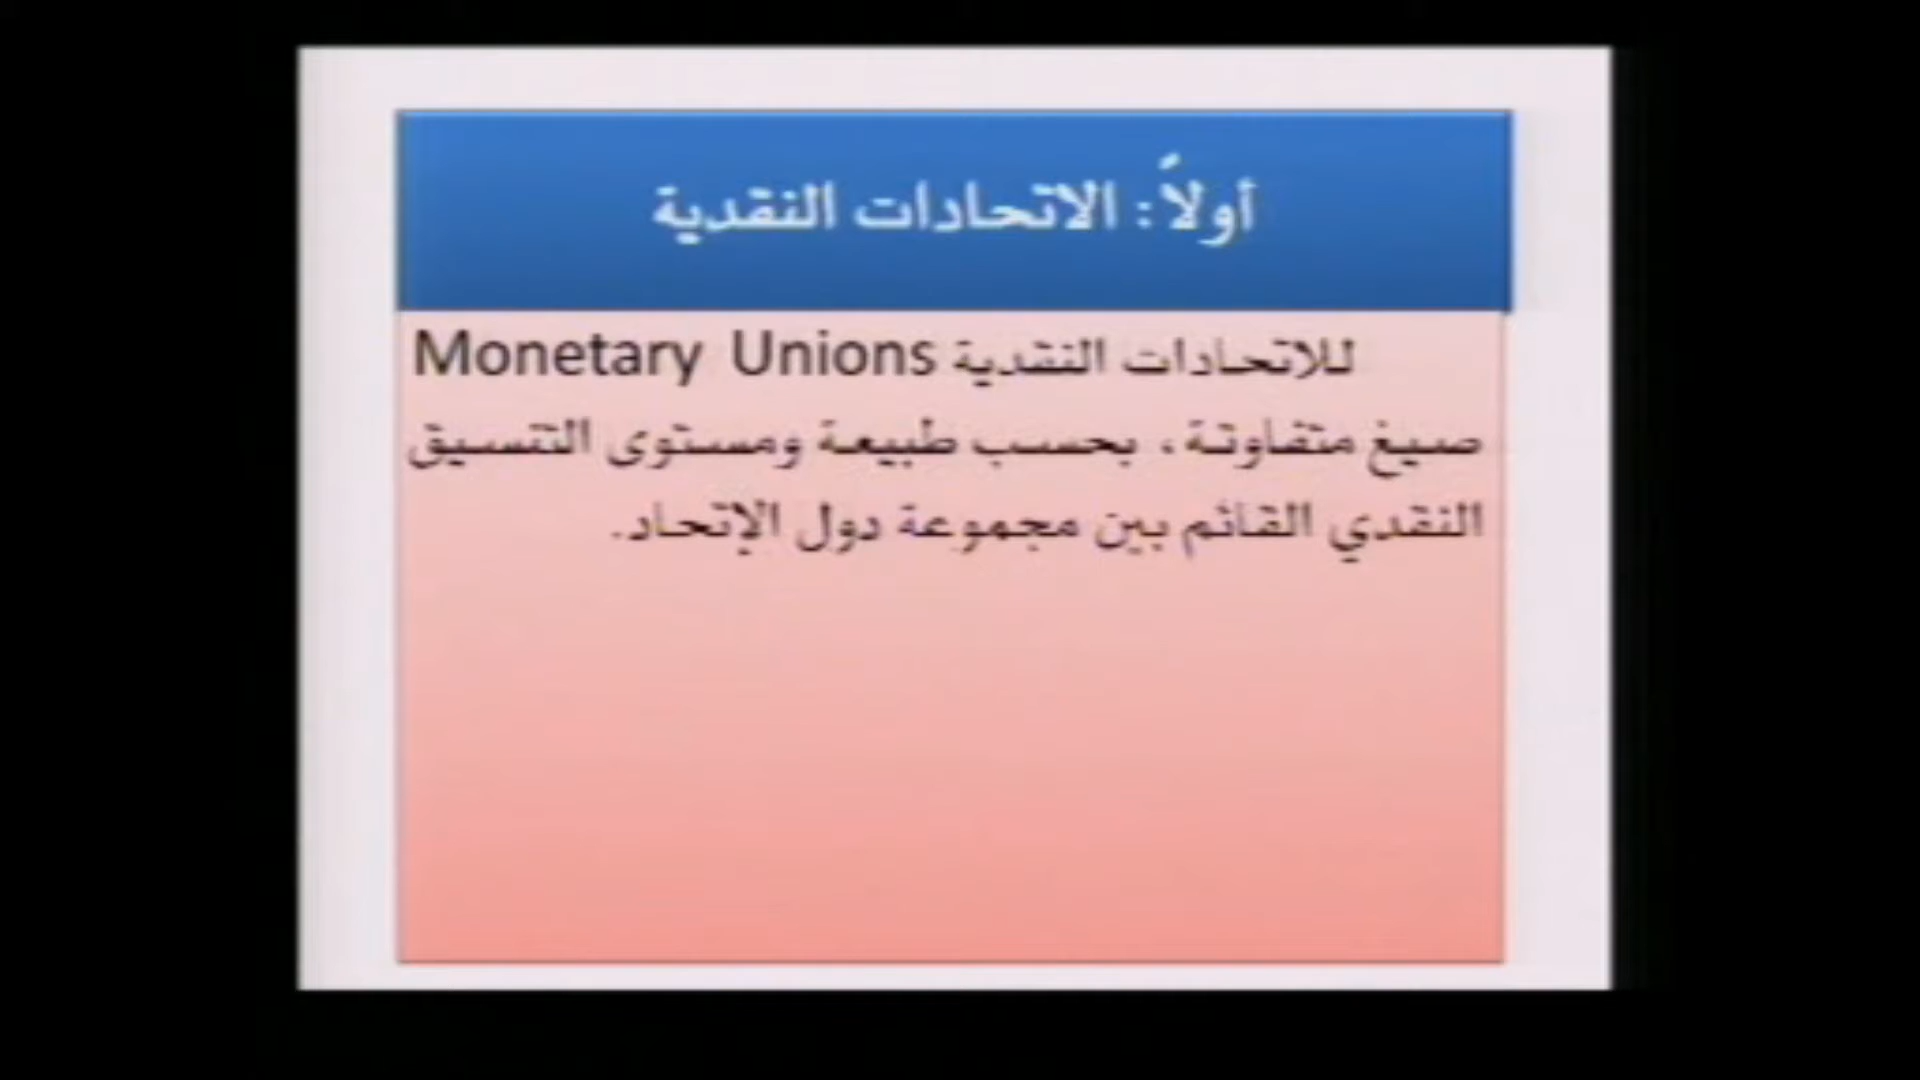 أولاً: الاتحادات النقدية
للاتحادات النقدية Monetary Unions
صيغ متفاوتة، بحسب طبيعة ومستوى التنسيق
النقدي القائم بين مجموعة دول الإتحاد.